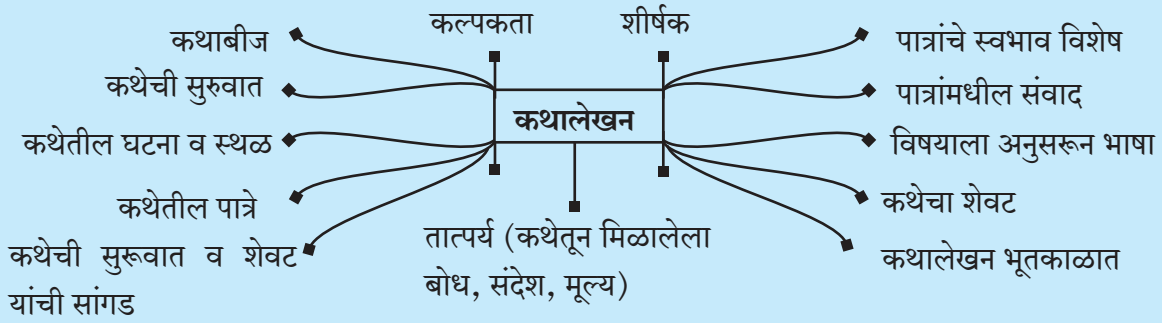 कल्पकता
शीर्षक
कथाबीज
पात्रांचे स्वभाव विशेष
कथेची सुरुवात
पात्रांमधील संवाद
कथालेखन
कथेतील घटना व स्थळ
विषयाला अनुसरून भाषा
कथेतील पात्रे
कथेचा शेवट
कथेची सुरूवात व शेवट
यांची सांगड
तात्पर्य (कथेतून मिळालेला
बोध, संदेश, मूल्य)
कथालेखन भूतकाळात